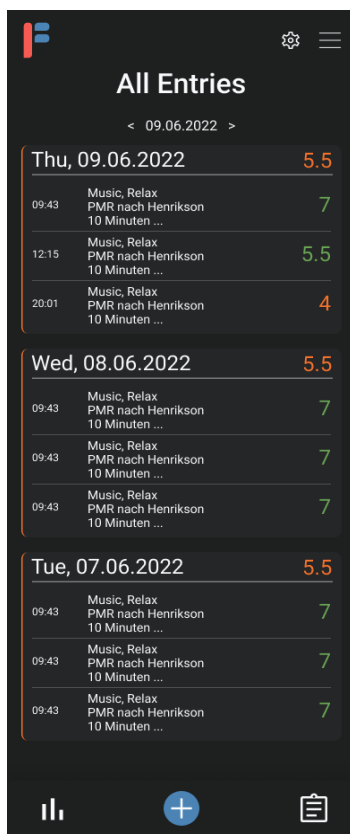 All Entries
< 09.06.2022 >
Thu, 09.06.2022 5.5
09:43 Music, Relax
PMR nach Henrikson
10 Minuten ... 7
12:15 Music, Relax
PMR nach Henrikson
10 Minuten ... 5.5
20:01 Music, Relax
PMR nach Henrikson
10 Minuten ... 4
Wed, 08.06.2022 5.5
09:43 Music, Relax
PMR nach Henrikson
10 Minuten ... 7
09:43 Music, Relax
PMR nach Henrikson
10 Minuten ... 7
09:43 Music, Relax
PMR nach Henrikson
10 Minuten ... 7
Tue, 07.06.2022 5.5
09:43 Music, Relax
PMR nach Henrikson
10 Minuten ... 7
09:43 Music, Relax
PMR nach Henrikson
10 Minuten ... 7
09:43 Music, Relax
PMR nach Henrikson
10 Minuten ... 7